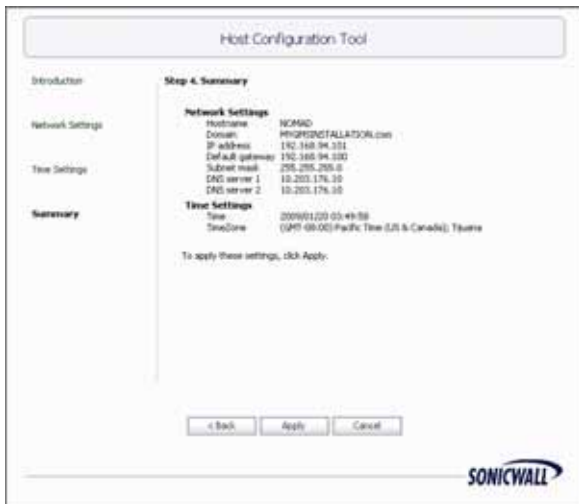 Host Configuration Tool
Introduction
Network Settings
Time Settings
Summary
Step 4. Summary
Network Settings
Hostname NOMAD
Domain MYGMSINSTALLATION.com
IP address 192.168.94.101
Default gateway 192.168.94.100
Subnet mask 255.255.255.0
DNS server 1 10.203.176.10
DNS server 2 10.203.176.10
Time Settings
Time 2009/01/20 03:49:58
TimeZone (GMT-08:00) Pacific Time (US & Canada); Tijuana
To apply these settings, click Apply.
< Back Apply Cancel
SONICWALL